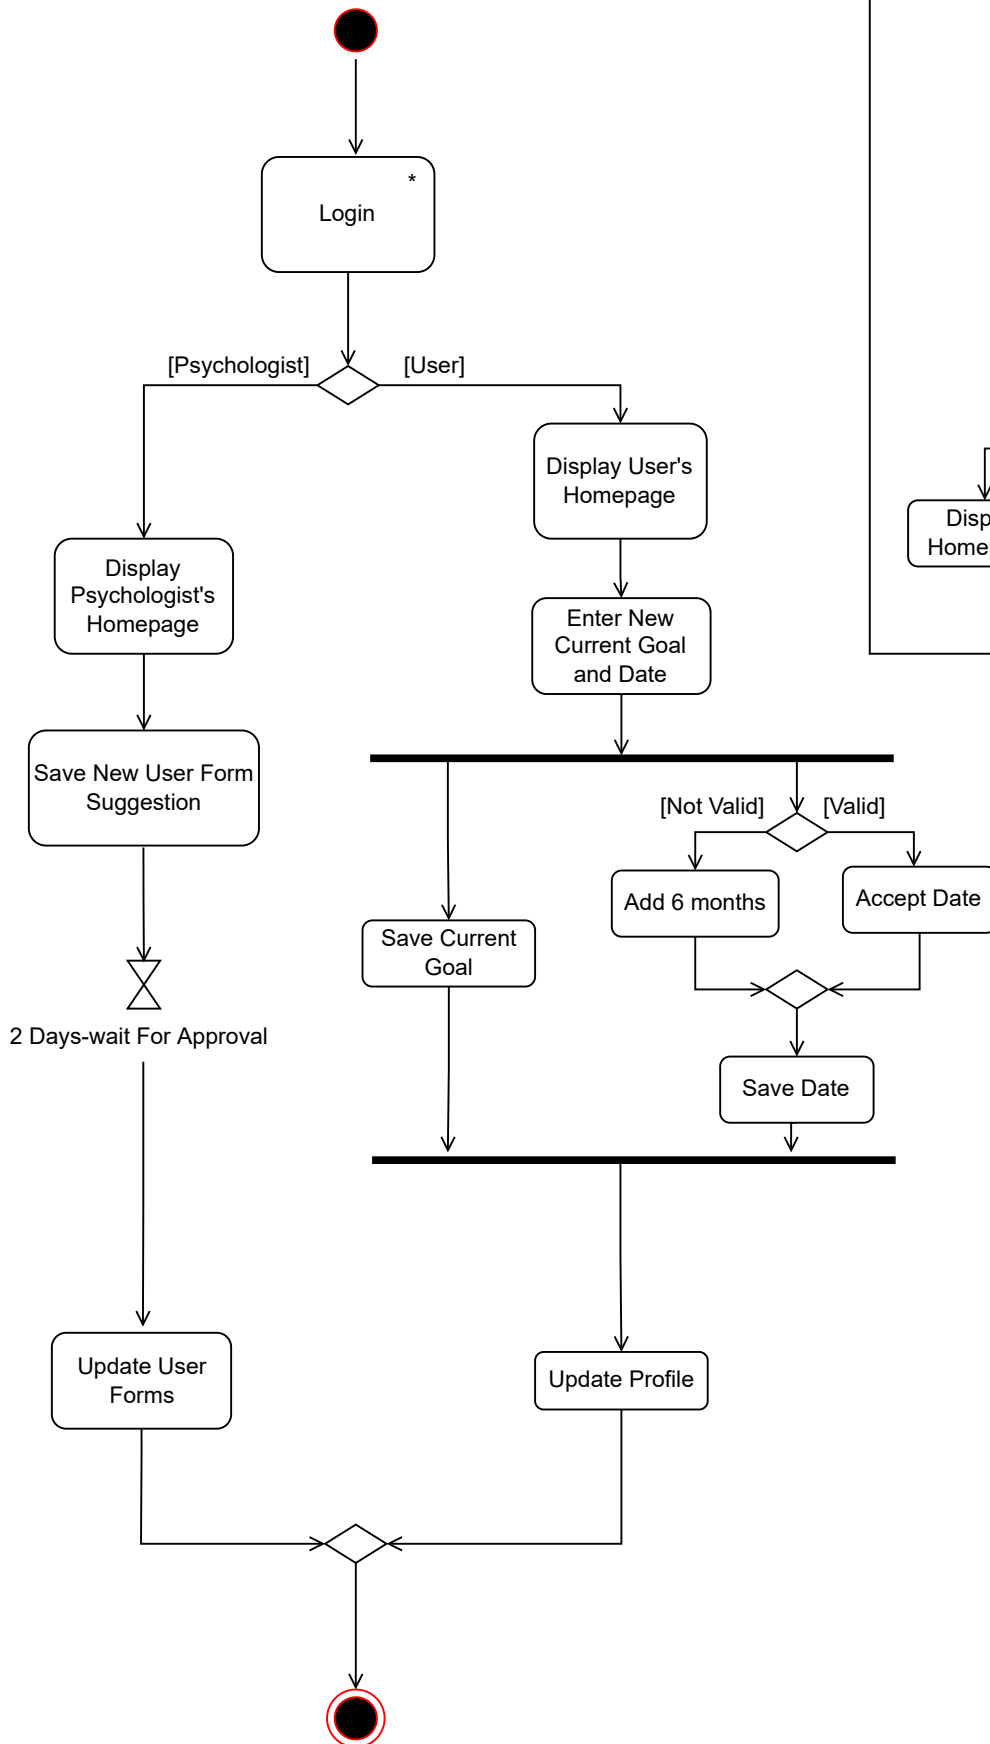 *
Login
[Psychologist]
[User]
Display User's
Homepage
Display
Psychologist's
Homepage
Enter New
Current Goal
and Date
Save New User Form
Suggestion
[Not Valid]
[Valid]
Add 6 months
Accept Date
Save Current
Goal
2 Days-wait For Approval
Save Date
Update User
Forms
Update Profile